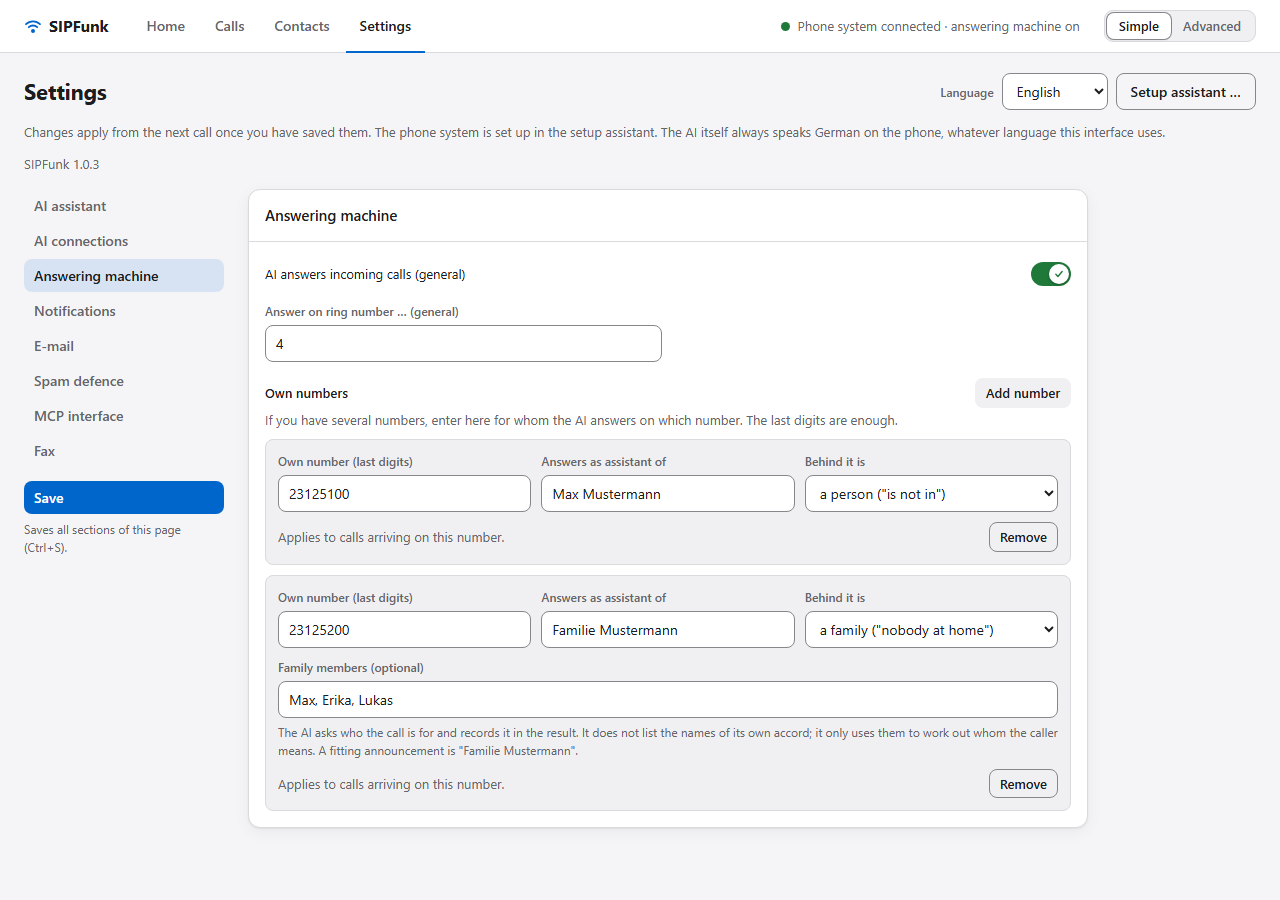 SIPFunk Home Calls Contacts Settings Phone system connected · answering machine on Simple Advanced
Settings Language English Setup assistant ...
Changes apply from the next call once you have saved them. The phone system is set up in the setup assistant. The AI itself always speaks German on the phone, whatever language this interface uses.
SIPFunk 1.0.3
AI assistant
AI connections
Answering machine
Notifications
E-mail
Spam defence
MCP interface
Fax
Save
Saves all sections of this page
(Ctrl+S).
Answering machine
AI answers incoming calls (general)
Answer on ring number ... (general)
4
Own numbers Add number
If you have several numbers, enter here for whom the AI answers on which number. The last digits are enough.
Own number (last digits) Answers as assistant of Behind it is
23125100 Max Mustermann a person ("is not in")
Applies to calls arriving on this number. Remove
Own number (last digits) Answers as assistant of Behind it is
23125200 Familie Mustermann a family ("nobody at home")
Family members (optional)
Max, Erika, Lukas
The AI asks who the call is for and records it in the result. It does not list the names of its own accord; it only uses them to work out whom the caller
means. A fitting announcement is "Familie Mustermann".
Applies to calls arriving on this number. Remove